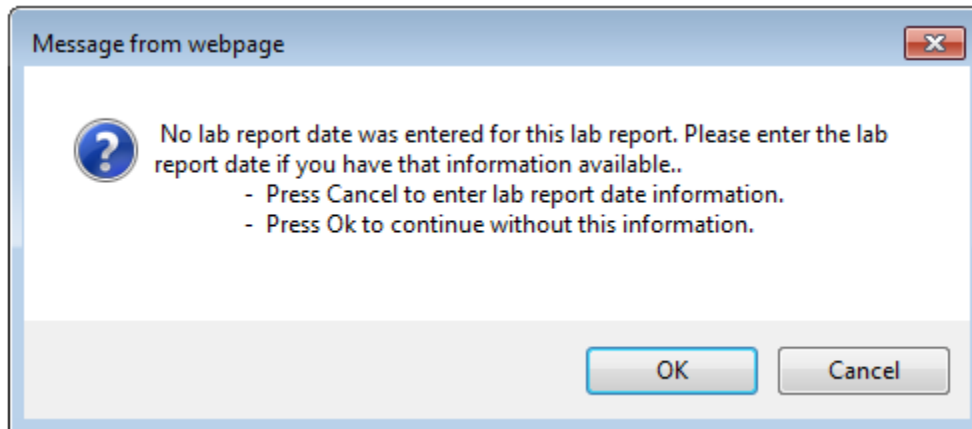 Message from webpage
No lab report date was entered for this lab report. Please enter the lab
report date if you have that information available..
- Press Cancel to enter lab report date information.
- Press Ok to continue without this information.
OK Cancel